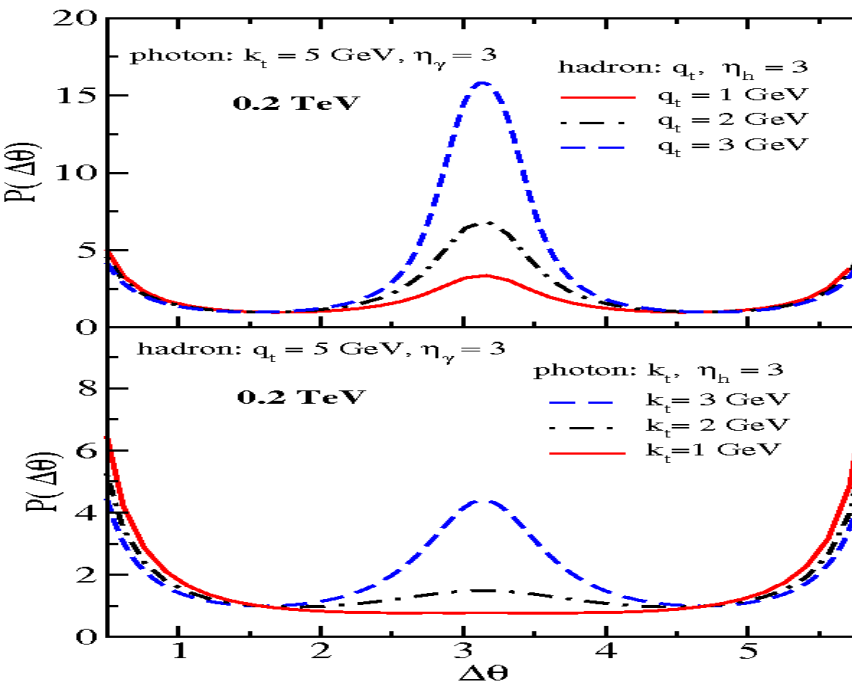 20
15
10
5
0
P(Δθ)
photon: k_t = 5 GeV, η_γ = 3
0.2 TeV
hadron: q_t, η_h = 3
q_t = 1 GeV
q_t = 2 GeV
q_t = 3 GeV
8
6
4
2
0
P(Δθ)
hadron: q_t = 5 GeV, η_γ = 3
0.2 TeV
photon: k_t, η_h = 3
k_t= 3 GeV
k_t= 2 GeV
k_t=1 GeV
1 2 3 4 5
Δθ